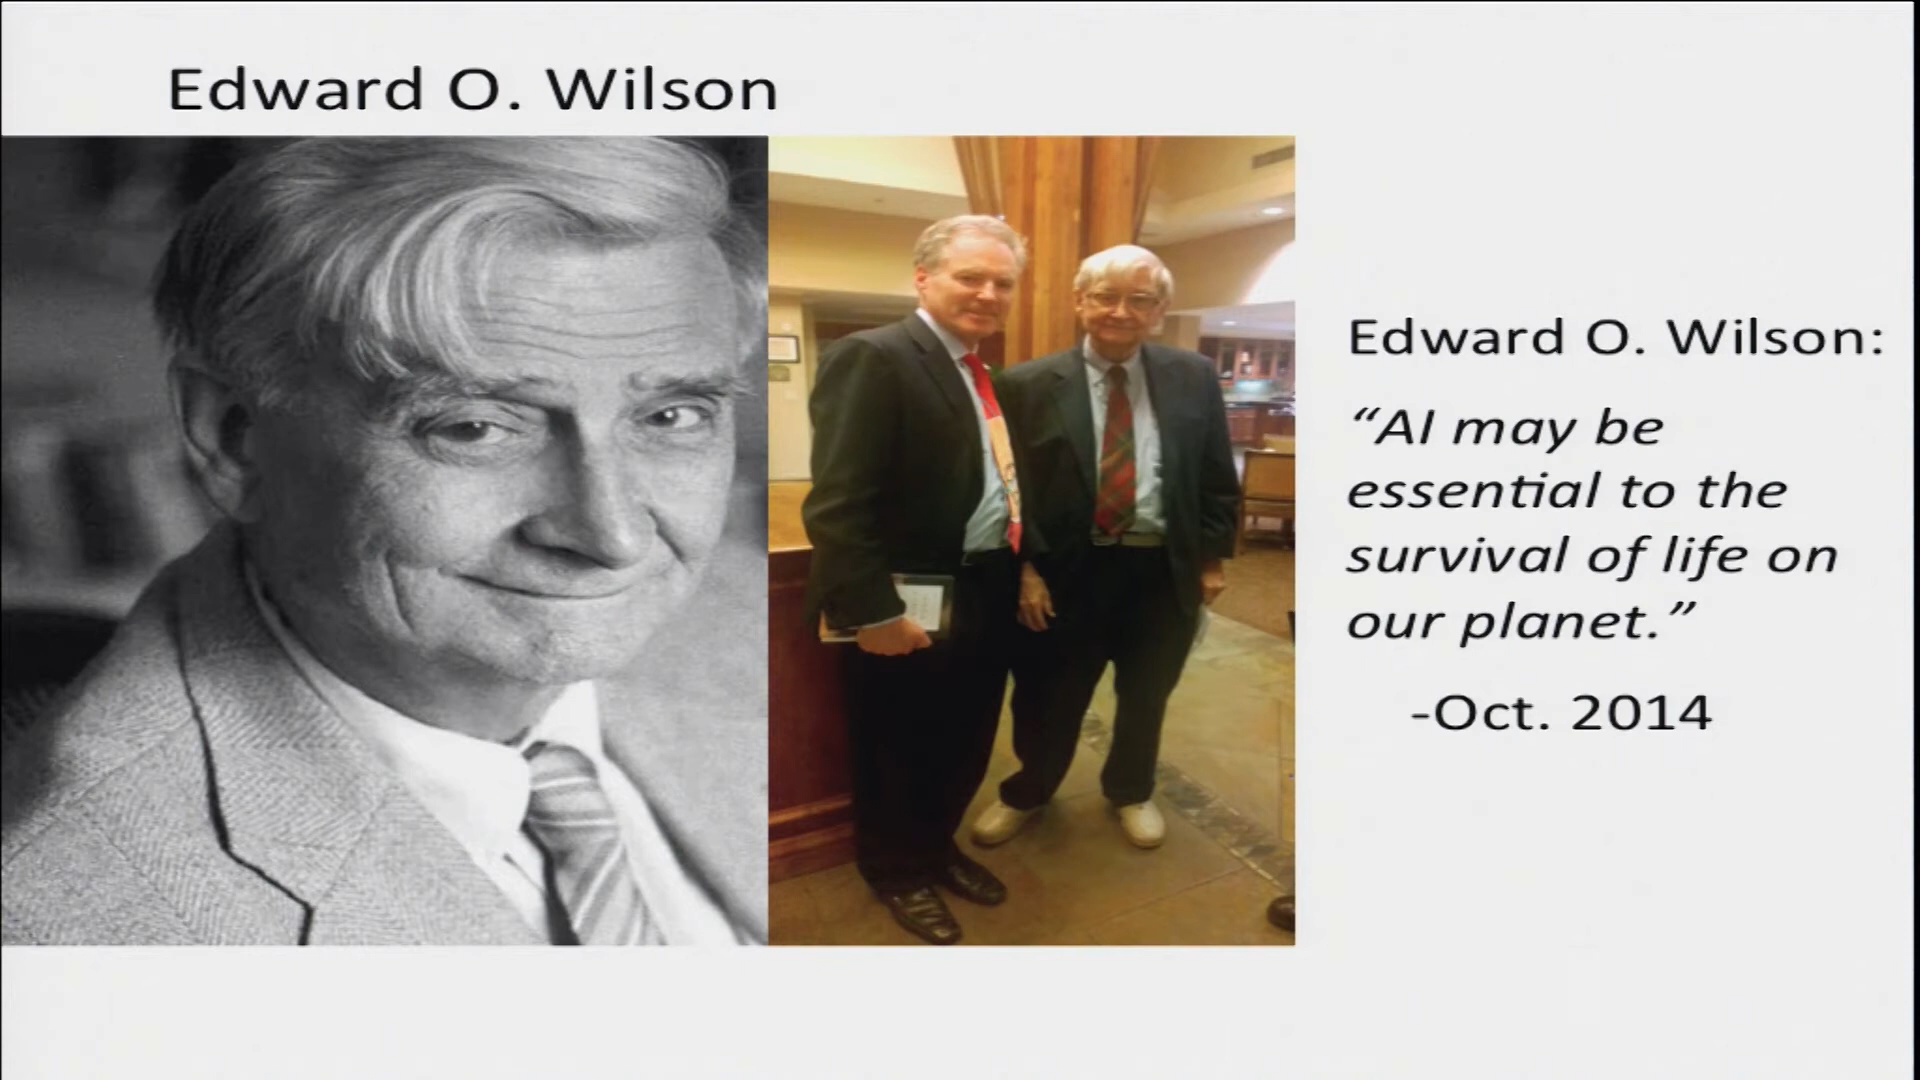 Edward O. Wilson
Edward O. Wilson:
“AI may be
essential to the
survival of life on
our planet.”
-Oct. 2014